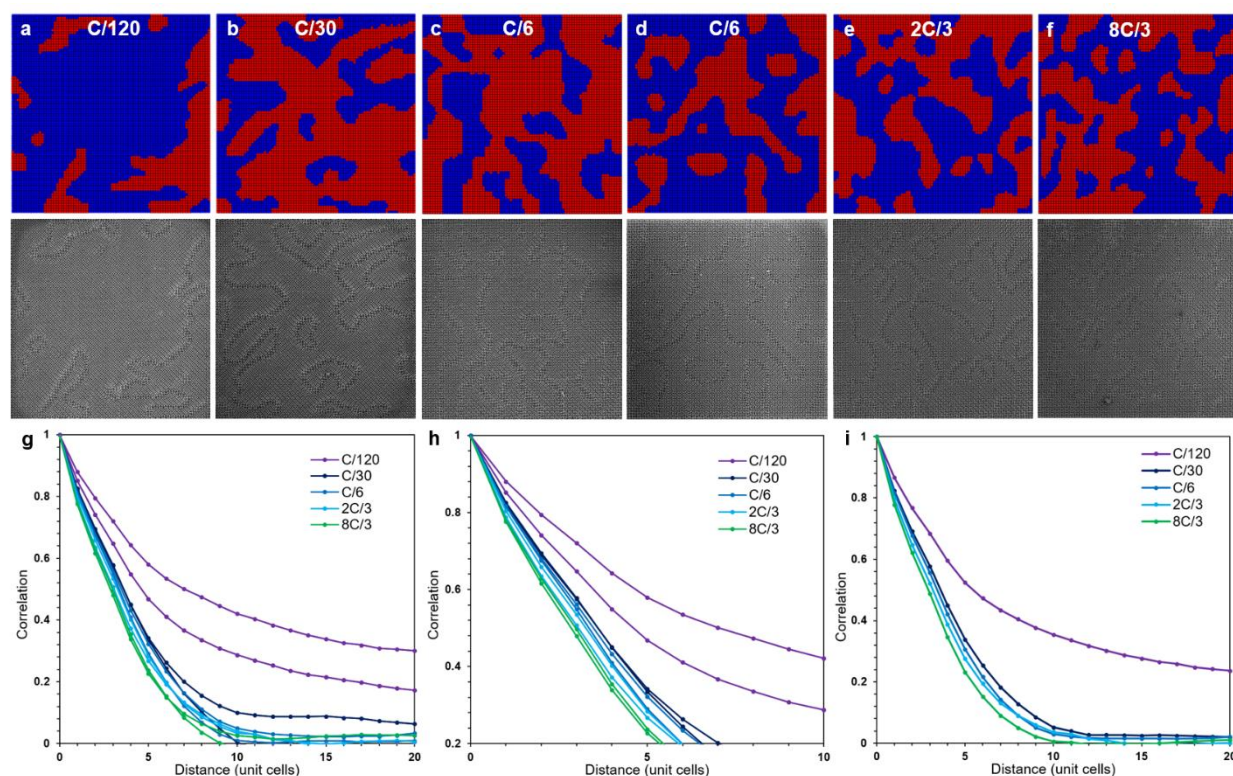 a C/120
b C/30
c C/6
d C/6
e 2C/3
f 8C/3
g
1
0.8
0.6
0.4
0.2
0
0 5 10 15 20
Correlation
Distance (unit cells)
C/120
C/30
C/6
2C/3
8C/3
h
1
0.8
0.6
0.4
0.2
0 5 10
Correlation
Distance (unit cells)
C/120
C/30
C/6
2C/3
8C/3
i
1
0.8
0.6
0.4
0.2
0
0 5 10 15 20
Correlation
Distance (unit cells)
C/120
C/30
C/6
2C/3
8C/3